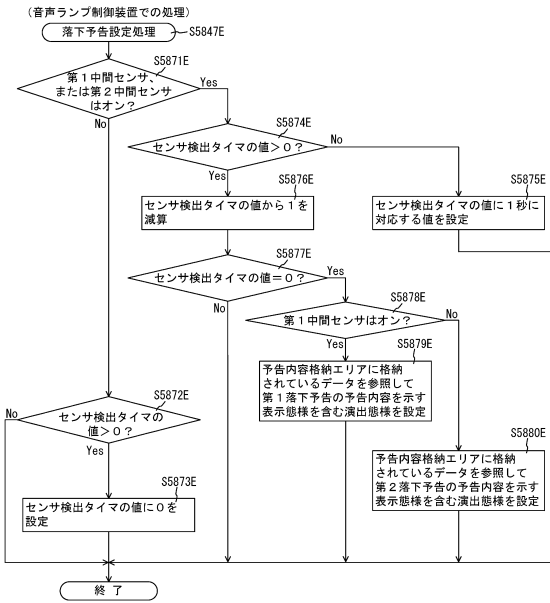 (音声ランプ制御装置での処理)
落下予告設定処理
S5847E
S5871E
第1中間センサ、
または第2中間センサ
はオン?
Yes
No
S5874E
センサ検出タイマの値>0?
No
Yes
S5876E
センサ検出タイマの値から1を
減算
S5875E
センサ検出タイマの値に1秒に
対応する値を設定
S5877E
センサ検出タイマの値=0?
Yes
No
S5878E
第1中間センサはオン?
No
Yes
S5879E
予告内容格納エリアに格納
されているデータを参照して
第1落下予告の予告内容を示す
表示態様を含む演出態様を設定
S5872E
センサ検出タイマの
値>0?
No
Yes
S5880E
予告内容格納エリアに格納
されているデータを参照して
第2落下予告の予告内容を示す
表示態様を含む演出態様を設定
S5873E
センサ検出タイマの値に0を
設定
終了